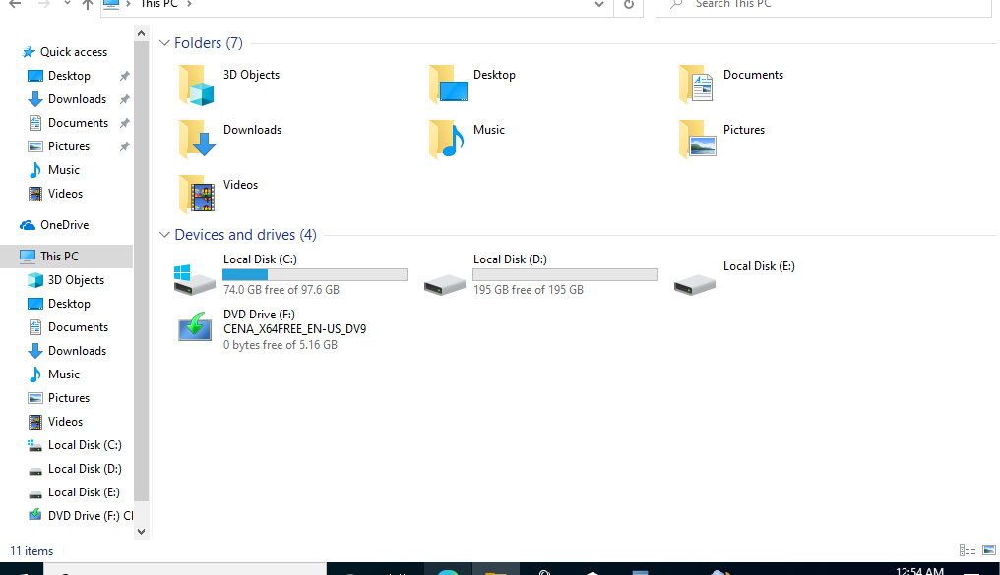 This PC
Search This PC
Quick access
Desktop
Downloads
Documents
Pictures
Music
Videos
OneDrive
This PC
3D Objects
Desktop
Documents
Downloads
Music
Pictures
Videos
Local Disk (C:)
Local Disk (D:)
Local Disk (E:)
DVD Drive (F:) C
Folders (7)
3D Objects
Desktop
Documents
Downloads
Music
Pictures
Videos
Devices and drives (4)
Local Disk (C:)
74.0 GB free of 97.6 GB
Local Disk (D:)
195 GB free of 195 GB
Local Disk (E:)
DVD Drive (F:)
CENA_X64FREE_EN-US_DV9
0 bytes free of 5.16 GB
11 items
12:54 AM